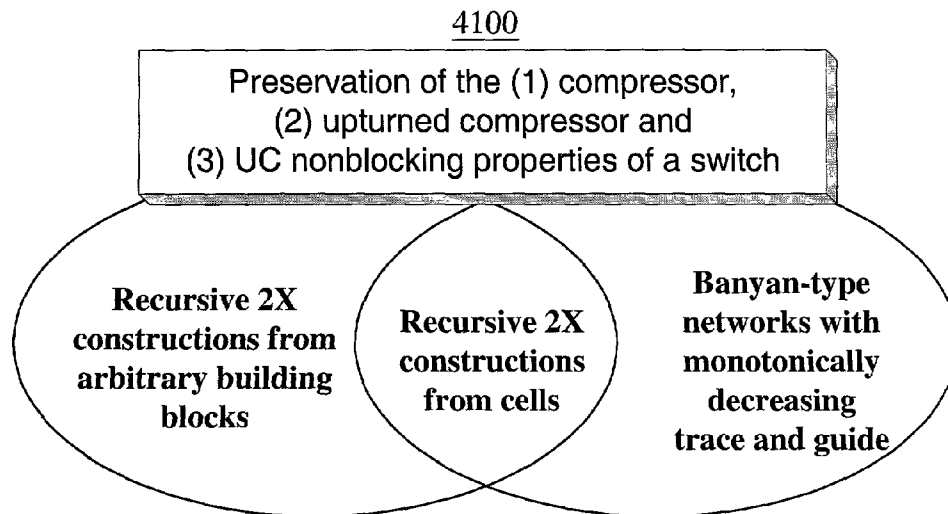 4100
Preservation of the (1) compressor,
(2) upturned compressor and
(3) UC nonblocking properties of a switch
Recursive 2X
constructions from
arbitrary building
blocks
Recursive 2X
constructions
from cells
Banyan-type
networks with
monotonically
decreasing
trace and guide